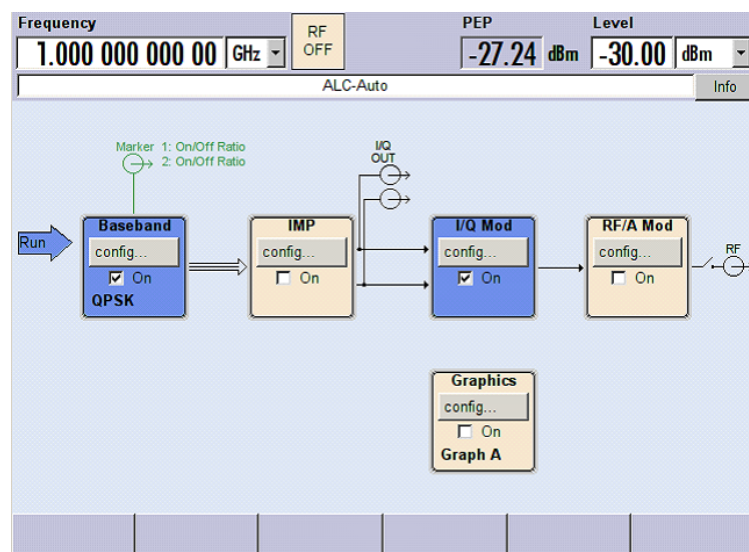 Frequency
RF
OFF
PEP
Level
1.000 000 000 00 GHz
-27.24 dBm
-30.00 dBm
ALC-Auto
Info
Marker 1: On/Off Ratio
2: On/Off Ratio
I/Q
OUT
Run
Baseband
config...
On
QPSK
IMP
config...
On
I/Q Mod
config...
On
RF/A Mod
config...
On
RF
Graphics
config...
On
Graph A